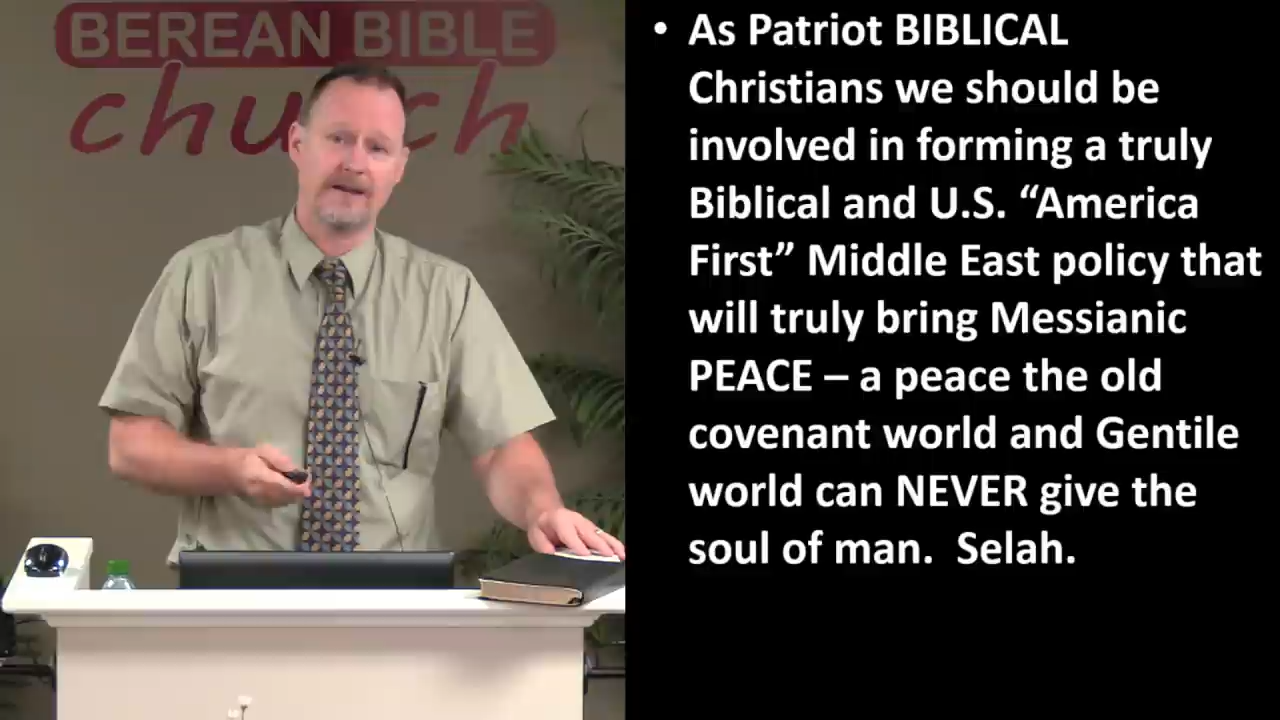 BEREAN BIBLE
church
• As Patriot BIBLICAL
Christians we should be
involved in forming a truly
Biblical and U.S. “America
First” Middle East policy that
will truly bring Messianic
PEACE – a peace the old
covenant world and Gentile
world can NEVER give the
soul of man.  Selah.